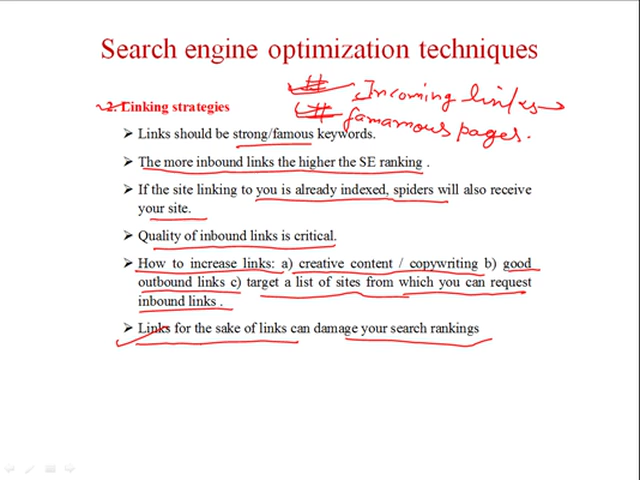 Search engine optimization techniques
# Incoming links
2. Linking strategies
# famamous pages.
➤ Links should be strong/famous keywords.
➤ The more inbound links the higher the SE ranking .
➤ If the site linking to you is already indexed, spiders will also receive
your site.
➤ Quality of inbound links is critical.
➤ How to increase links: a) creative content / copywriting b) good
outbound links c) target a list of sites from which you can request
inbound links .
➤ Links for the sake of links can damage your search rankings